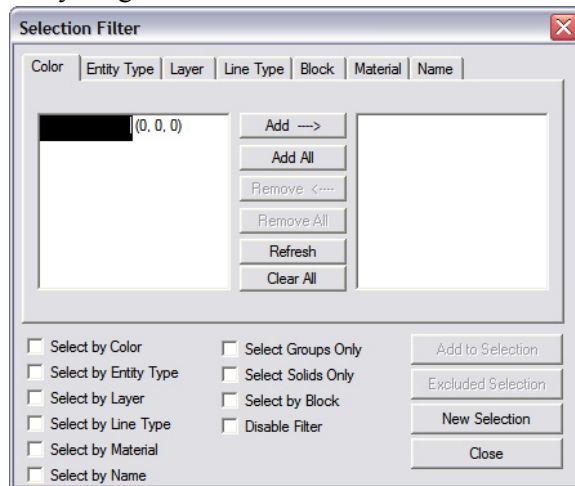 Selection Filter
Color Entity Type Layer Line Type Block Material Name
(0, 0, 0)
Add ---->
Add All
Remove <----
Remove All
Refresh
Clear All
Select by Color
Select by Entity Type
Select by Layer
Select by Line Type
Select by Material
Select by Name
Select Groups Only
Select Solids Only
Select by Block
Disable Filter
Add to Selection
Excluded Selection
New Selection
Close